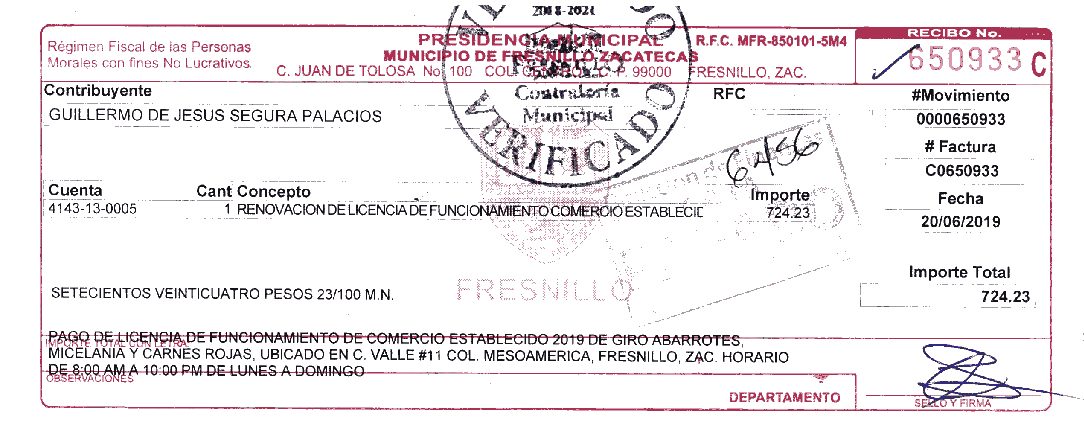 2018-2021
VERIFICADO
Contraloría
Municipal
Régimen Fiscal de las Personas
Morales con fines No Lucrativos.
PRESIDENCIA MUNICIPAL
R.F.C. MFR-850101-5M4
MUNICIPIO DE FRESNILLO, ZACATECAS
C. JUAN DE TOLOSA No. 100 COL. CENTRO C.P. 99000 FRESNILLO, ZAC.
RECIBO No.
650933 C
Contribuyente
RFC
#Movimiento
GUILLERMO DE JESUS SEGURA PALACIOS
0000650933
# Factura
C0650933
6456
Cuenta Cant Concepto Importe
Fecha
4143-13-0005 1 RENOVACION DE LICENCIA DE FUNCIONAMIENTO COMERCIO ESTABLECID 724.23
20/06/2019
Importe Total
FRESNILLO
SETECIENTOS VEINTICUATRO PESOS 23/100 M.N.
724.23
PAGO DE LICENCIA DE FUNCIONAMIENTO DE COMERCIO ESTABLECIDO 2019 DE GIRO ABARROTES,
IMPORTE TOTAL CON LETRA
MICELANIA Y CARNES ROJAS, UBICADO EN C. VALLE #11 COL. MESOAMERICA, FRESNILLO, ZAC. HORARIO
DE 8:00 AM A 10:00 PM DE LUNES A DOMINGO
OBSERVACIONES
DEPARTAMENTO
SELLO Y FIRMA